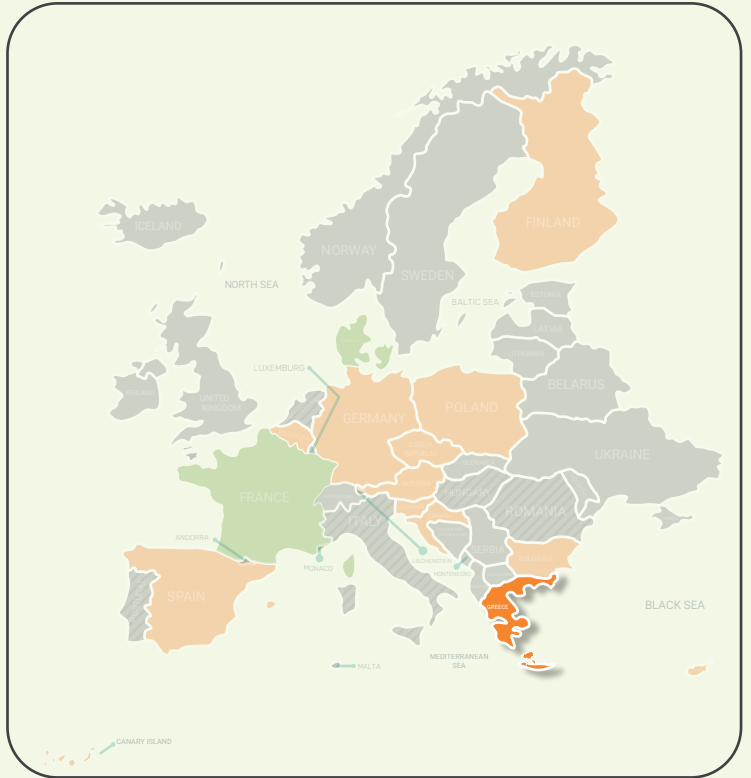 ICELAND
NORWAY
FINLAND
SWEDEN
NORTH SEA
BALTIC SEA
ESTONIA
LATVIA
LITHUANIA
LUXEMBURG
BELARUS
IRELAND
UNITED
KINGDOM
GERMANY
POLAND
CZECH
REPUBLIC
UKRAINE
FRANCE
AUSTRIA
HUNGARY
ROMANIA
ITALY
ANDORRA
MONACO
LIECHENSTEIN
MONTENEGRO
SERBIA
BULGARIA
SPAIN
PORTUGAL
GREECE
BLACK SEA
MEDITERRANEAN
SEA
MALTA
CANARY ISLAND